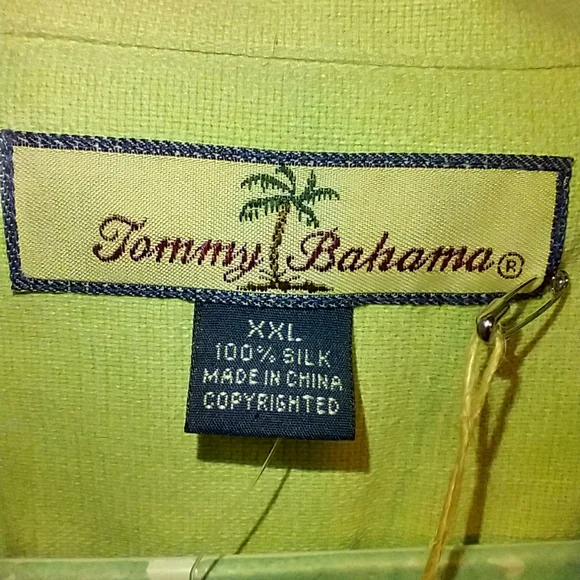 Tommy Bahama®
XXL
100% SILK
MADE IN CHINA
COPYRIGHTED